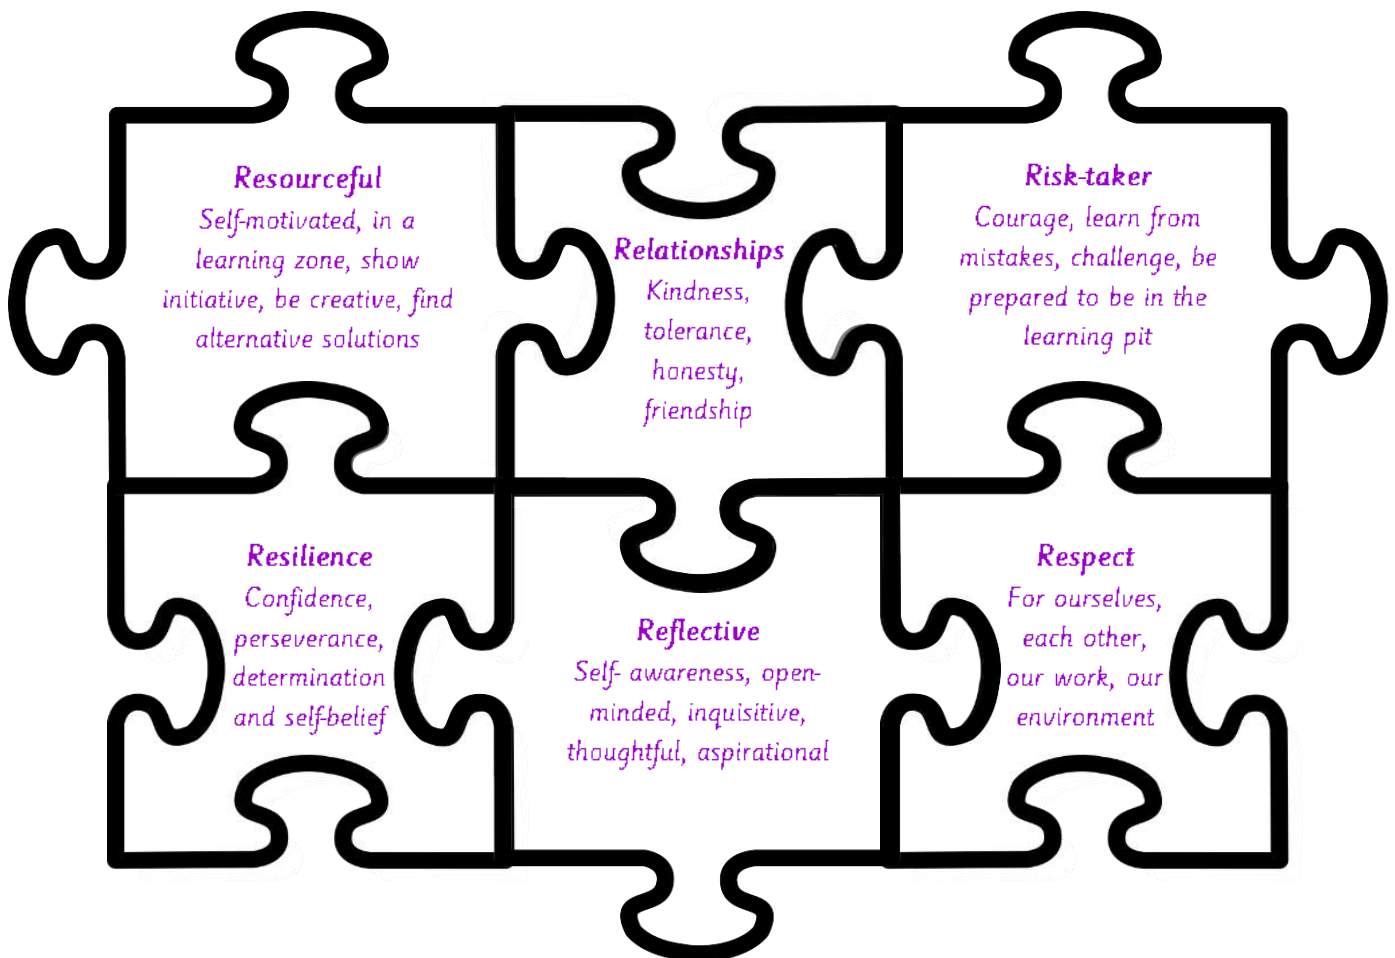 Resourceful
Self-motivated, in a
learning zone, show
initiative, be creative, find
alternative solutions
Relationships
Kindness,
tolerance,
honesty,
friendship
Risk-taker
Courage, learn from
mistakes, challenge, be
prepared to be in the
learning pit
Resilience
Confidence,
perseverance,
determination
and self-belief
Reflective
Self- awareness, open-
minded, inquisitive,
thoughtful, aspirational
Respect
For ourselves,
each other,
our work, our
environment